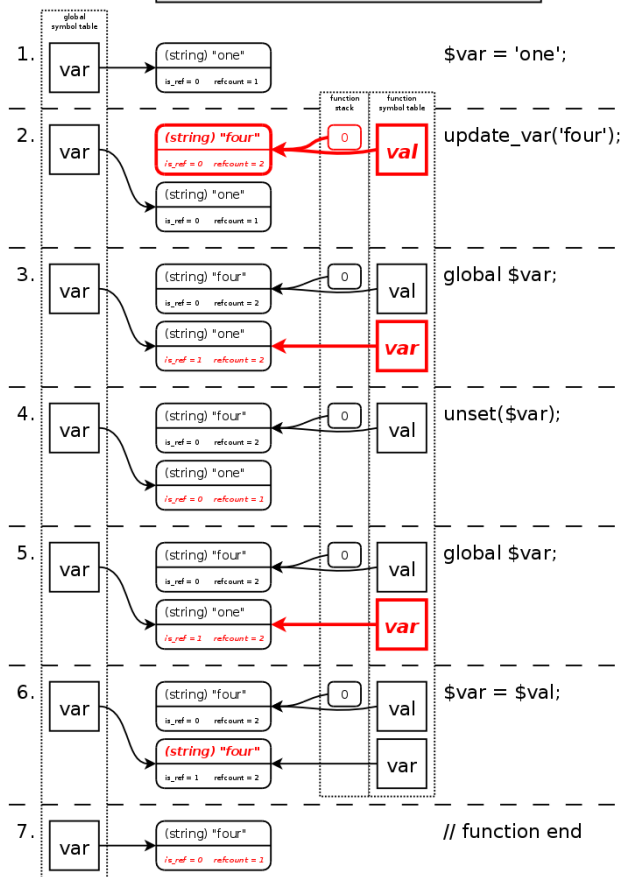 global
symbol table
1.
var
(string) "one"
is_ref = 0 refcount = 1
$var = 'one';
function
stack
function
symbol table
2.
var
(string) "four"
is_ref = 0 refcount = 2
0
val
update_var('four');
(string) "one"
is_ref = 0 refcount = 1
3.
var
(string) "four"
is_ref = 0 refcount = 2
0
val
global $var;
(string) "one"
is_ref = 1 refcount = 2
var
4.
var
(string) "four"
is_ref = 0 refcount = 2
0
val
unset($var);
(string) "one"
is_ref = 0 refcount = 1
5.
var
(string) "four"
is_ref = 0 refcount = 2
0
val
global $var;
(string) "one"
is_ref = 1 refcount = 2
var
6.
var
(string) "four"
is_ref = 0 refcount = 2
0
val
$var = $val;
(string) "four"
is_ref = 1 refcount = 2
var
7.
var
(string) "four"
is_ref = 0 refcount = 1
// function end